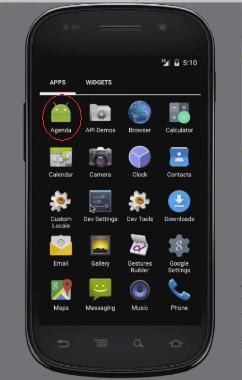 3G 5:10
APPS WIDGETS
Agenda API Demos Browser Calculator
Calendar Camera Clock Contacts
Custom Locale Dev Settings Dev Tools Downloads
Email Gallery Gestures Builder Google Settings
Maps Messaging Music Phone